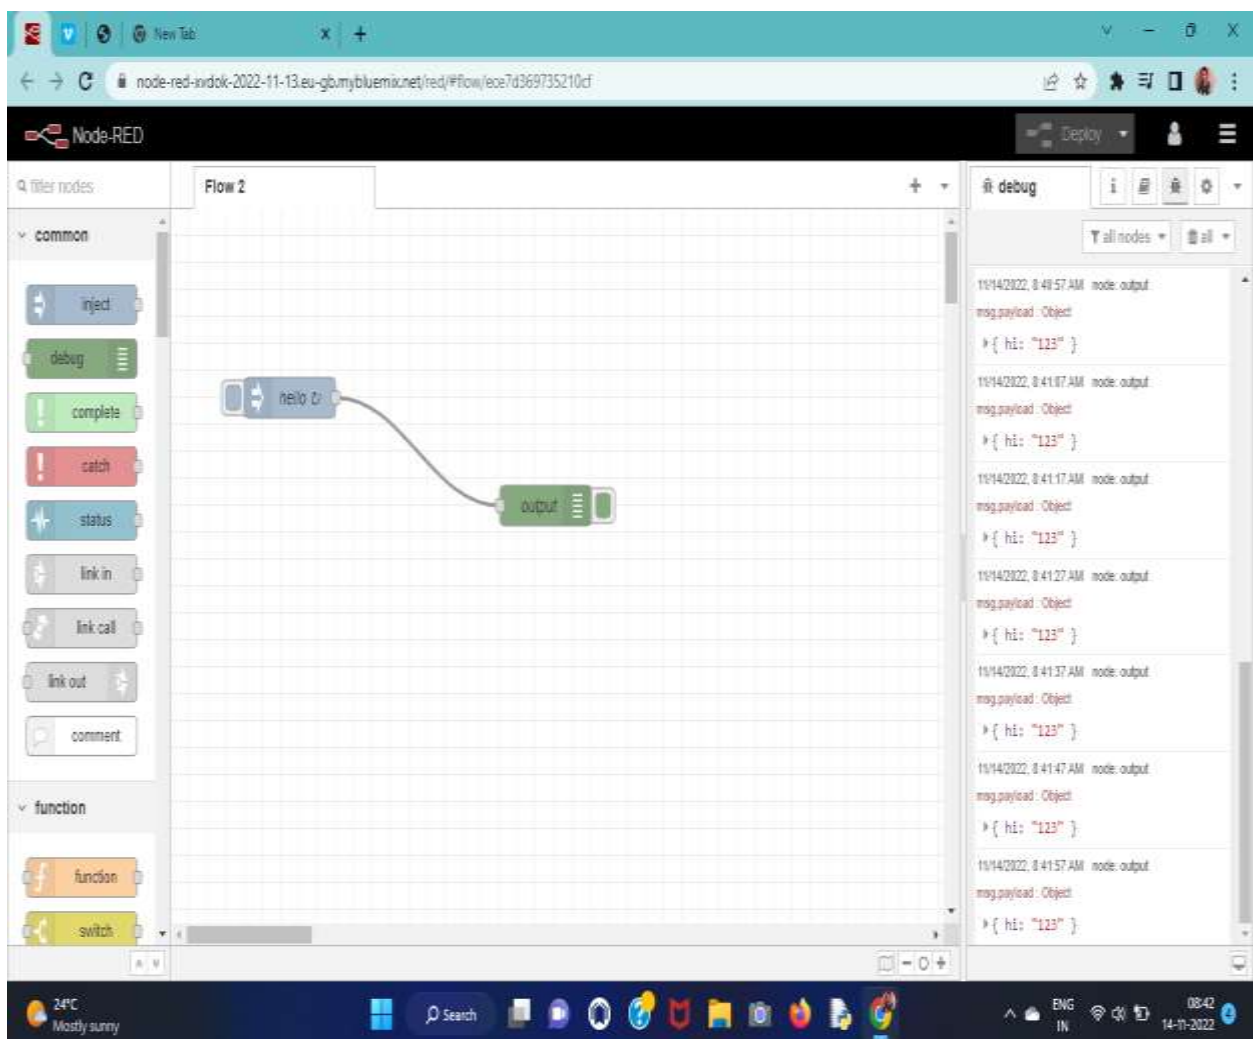 New Tab
node-red-xvdok-2022-11-13.eu-gb.mybluemix.net/red/#flow/ece7d369735210cf
Node-RED
Deploy
filter nodes
Flow 2
debug
common
all nodes
all
inject
debug
complete
catch
status
link in
link call
link out
comment
function
function
switch
hello
output
11/14/2022, 8:40:57 AM node: output
msg.payload : Object
{ hi: "123" }
11/14/2022, 8:41:07 AM node: output
msg.payload : Object
{ hi: "123" }
11/14/2022, 8:41:17 AM node: output
msg.payload : Object
{ hi: "123" }
11/14/2022, 8:41:27 AM node: output
msg.payload : Object
{ hi: "123" }
11/14/2022, 8:41:37 AM node: output
msg.payload : Object
{ hi: "123" }
11/14/2022, 8:41:47 AM node: output
msg.payload : Object
{ hi: "123" }
11/14/2022, 8:41:57 AM node: output
msg.payload : Object
{ hi: "123" }
24°C
Mostly sunny
Search
ENG
IN
08:42
14-11-2022
4